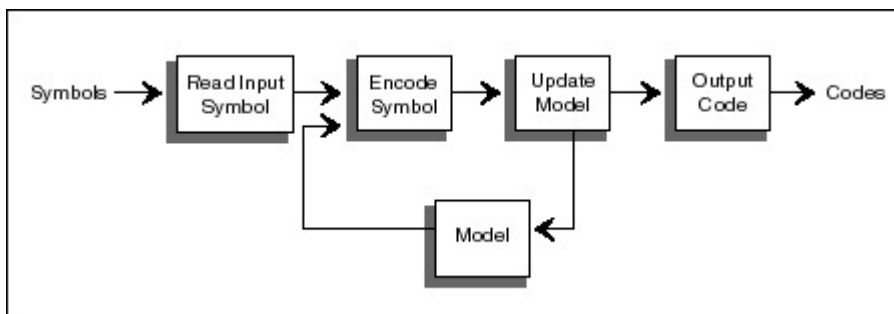 Symbols
Read Input
Symbol
Encode
Symbol
Update
Model
Output
Code
Codes
Model